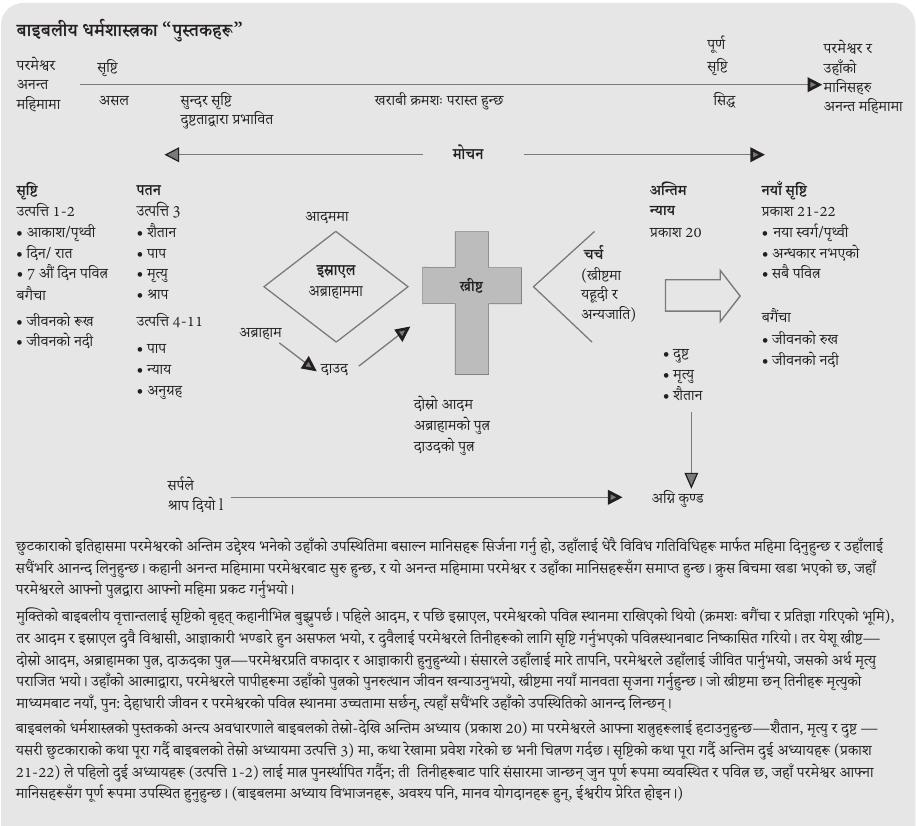 बाइबलीय धर्मशास्त्रका “पुस्तकहरू”
परमेश्वर
अनन्त
महिमामा
सृष्टि
असल
सुन्दर सृष्टि
दुष्टताद्वारा प्रभावित
खराबी क्रमशः परास्त हुन्छ
पूर्ण
सृष्टि
सिद्ध
परमेश्वर र
उहाँको
मानिसहरु
अनन्त महिमामा
मोचन
सृष्टि
उत्पत्ति 1-2
• आकाश/पृथ्वी
• दिन/ रात
• 7 औं दिन पवित्र
बगैचा
• जीवनको रूख
• जीवनको नदी
पतन
उत्पत्ति 3
• शैतान
• पाप
• मृत्यु
• श्राप
उत्पत्ति 4-11
• पाप
• न्याय
• अनुग्रह
आदममा
इस्राएल
अब्राहाममा
अब्राहाम
दाउद
ख्रीष्ट
दोस्रो आदम
अब्राहामको पुत्र
दाउदको पुत्र
चर्च
(ख्रीष्टमा
यहूदी र
अन्यजाति)
अन्तिम
न्याय
प्रकाश 20
• दुष्ट
• मृत्यु
• शैतान
नयाँ सृष्टि
प्रकाश 21-22
• नया स्वर्ग/पृथ्वी
• अन्धकार नभएको
• सबै पवित्र
बगैंचा
• जीवनको रुख
• जीवनको नदी
सर्पले
श्राप दियो l
अग्नि कुण्ड
छुटकाराको इतिहासमा परमेश्वरको अन्तिम उद्देश्य भनेको उहाँको उपस्थितिमा बसाल्न मानिसहरू सिर्जना गर्नु हो, उहाँलाई धेरै विविध गतिविधिहरू मार्फत महिमा दिनुहुन्छ र उहाँलाई
सधैंभरि आनन्द लिनुहुन्छ। कहानी अनन्त महिमामा परमेश्वरबाट सुरु हुन्छ, र यो अनन्त महिमामा परमेश्वर र उहाँका मानिसहरूसँग समाप्त हुन्छ। क्रुस बिचमा खडा भएको छ, जहाँ
परमेश्वरले आफ्नो पुत्रद्वारा आफ्नो महिमा प्रकट गर्नुभयो।
मुक्तिको बाइबलीय वृत्तान्तलाई सृष्टिको बृहत् कहानीभित्र बुझ्नुपर्छ। पहिले आदम, र पछि इस्राएल, परमेश्वरको पवित्र स्थानमा राखिएको थियो (क्रमशः बगैंचा र प्रतिज्ञा गरिएको भूमि),
तर आदम र इस्राएल दुवै विश्वासी, आज्ञाकारी भण्डारे हुन असफल भयो, र दुवैलाई परमेश्वरले तिनीहरूको लागि सृष्टि गर्नुभएको पवित्रस्थानबाट निष्कासित गरियो। तर येशू ख्रीष्ट—
दोस्रो आदम, अब्राहामका पुत्र, दाऊदका पुत्र—परमेश्वरप्रति वफादार र आज्ञाकारी हुनुहुन्थ्यो। संसारले उहाँलाई मारे तापनि, परमेश्वरले उहाँलाई जीवित पार्नुभयो, जसको अर्थ मृत्यु
पराजित भयो। उहाँको आत्माद्वारा, परमेश्वरले पापीहरूमा उहाँको पुत्रको पुनरुत्थान जीवन खन्याउनुभयो, ख्रीष्टमा नयाँ मानवता सृजना गर्नुहुन्छ। जो ख्रीष्टमा छन् तिनीहरू मृत्युको
माध्यमबाट नयाँ, पुन: देहाधारी जीवन र परमेश्वरको पवित्र स्थानमा उच्चतामा सर्छन्, त्यहाँ सधैंभरि उहाँको उपस्थितिको आनन्द लिन्छन्।
बाइबलको धर्मशास्त्रको पुस्तकको अन्त्य अवधारणाले बाइबलको तेस्रो-देखि अन्तिम अध्याय (प्रकाश 20) मा परमेश्वरले आफ्ना शत्रुहरूलाई हटाउनुहुन्छ—शैतान, मृत्यु र दुष्ट —
यसरी छुटकाराको कथा पूरा गर्दै बाइबलको तेस्रो अध्यायमा उत्पत्ति 3) मा, कथा रेखामा प्रवेश गरेको छ भनी चित्रण गर्दछ। सृष्टिको कथा पूरा गर्दै अन्तिम दुई अध्यायहरू (प्रकाश
21-22) ले पहिलो दुई अध्यायहरू (उत्पत्ति 1-2) लाई मात्र पुनर्स्थापित गर्दैन; ती तिनीहरूबाट पारि संसारमा जान्छन् जुन पूर्ण रूपमा व्यवस्थित र पवित्र छ, जहाँ परमेश्वर आफ्ना
मानिसहरूसँग पूर्ण रूपमा उपस्थित हुनुहुन्छ। (बाइबलमा अध्याय विभाजनहरू, अवश्य पनि, मानव योगदानहरू हुन्, ईश्वरीय प्रेरित होइन।)